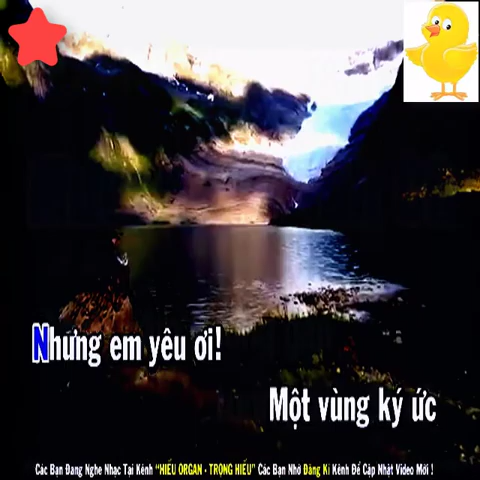 Những em yêu ơi!
Một vùng ký ức
Các Bạn Đang Nghe Nhạc Tại Kênh "HIẾU ORGAN - TRỌNG HIẾU" Các Bạn Nhớ Đăng Kí Kênh Để Cập Nhật Video Mới !